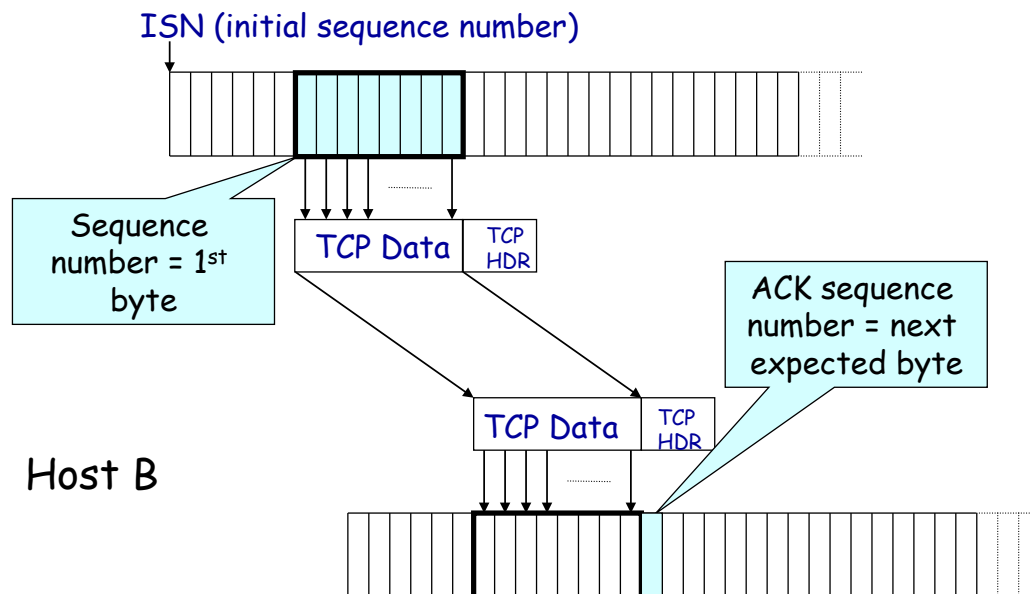 ISN (initial sequence number)
Sequence
number = 1st
byte
TCP Data
TCP
HDR
ACK sequence
number = next
expected byte
TCP Data
TCP
HDR
Host B